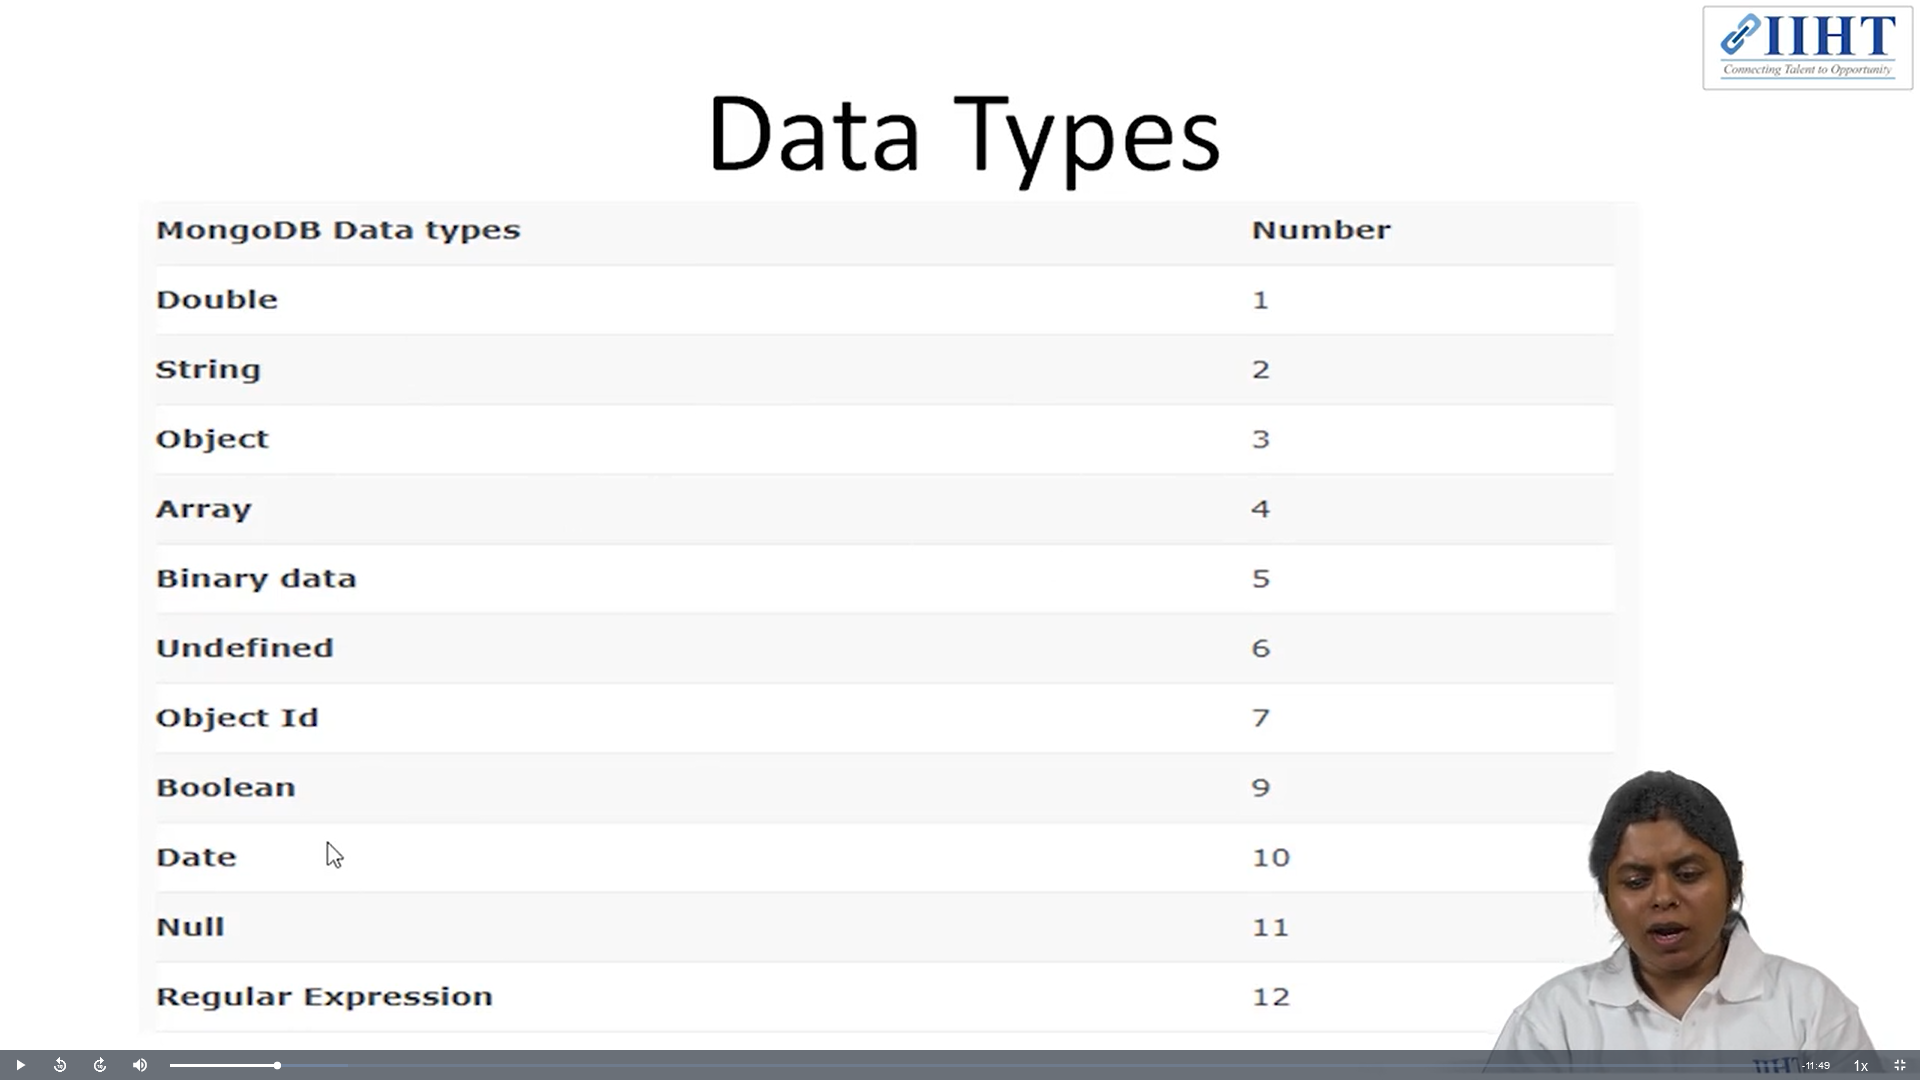 IIHT
Connecting Talent to Opportunity
Data Types
MongoDB Data types Number
Double 1
String 2
Object 3
Array 4
Binary data 5
Undefined 6
Object Id 7
Boolean 9
Date 10
Null 11
Regular Expression 12
IIHT
-11:49 1x